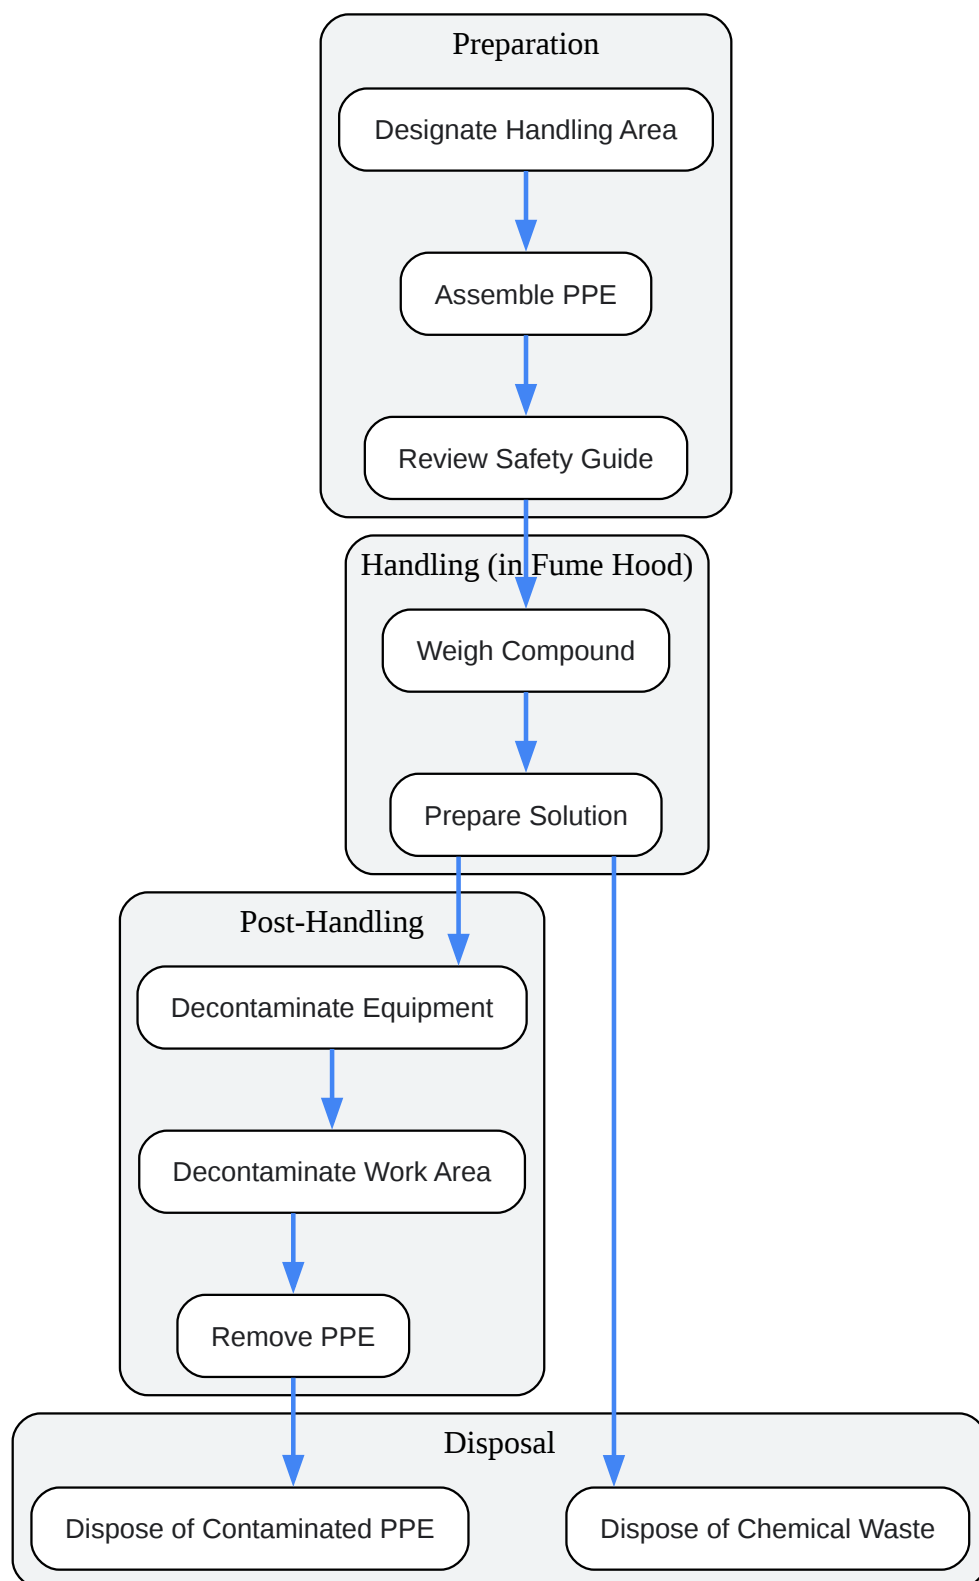 Preparation
Designate Handling Area
Assemble PPE
Review Safety Guide
Handling (in Fume Hood)
Weigh Compound
Prepare Solution
Post-Handling
Decontaminate Equipment
Decontaminate Work Area
Remove PPE
Disposal
Dispose of Contaminated PPE
Dispose of Chemical Waste